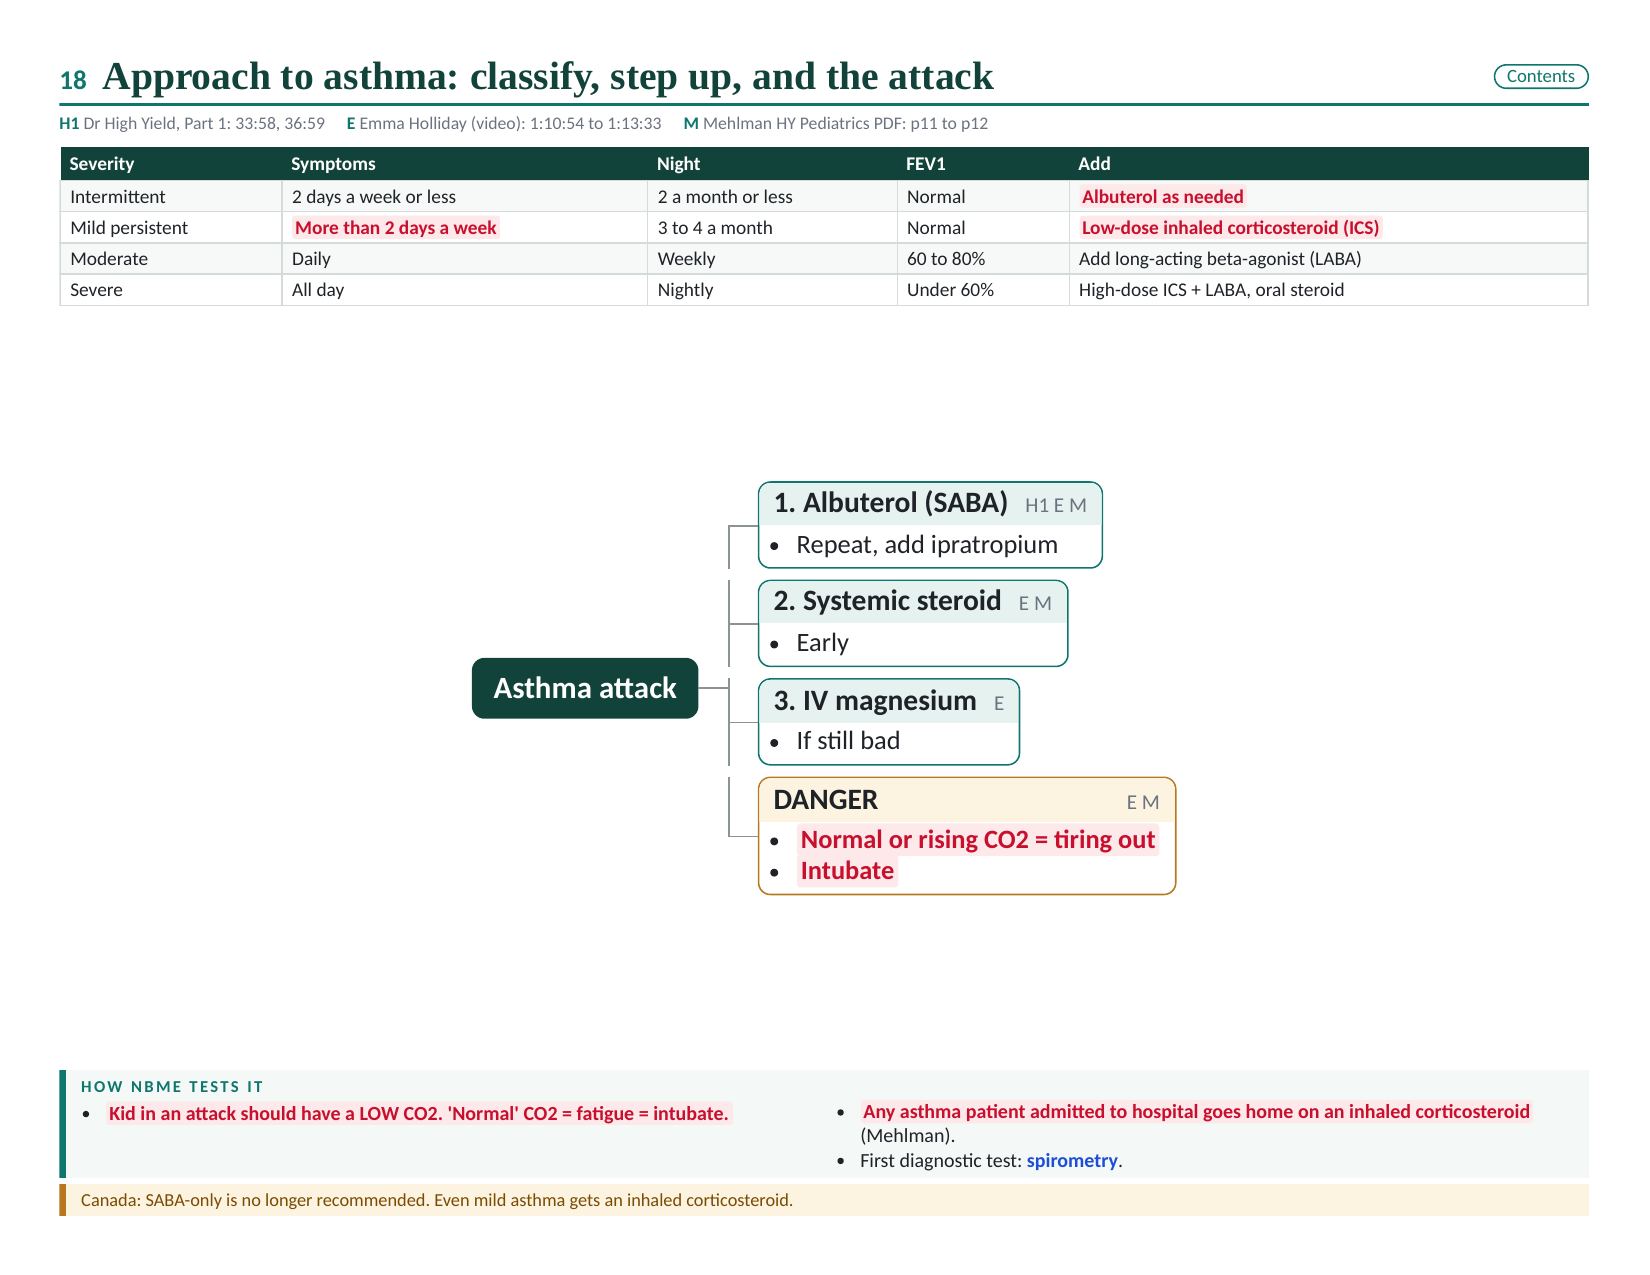 18 Approach to asthma: classify, step up, and the attack
Contents
H1 Dr High Yield, Part 1: 33:58, 36:59 E Emma Holliday (video): 1:10:54 to 1:13:33 M Mehlman HY Pediatrics PDF: p11 to p12
Severity Symptoms Night FEV1 Add
Intermittent 2 days a week or less 2 a month or less Normal Albuterol as needed
Mild persistent More than 2 days a week 3 to 4 a month Normal Low-dose inhaled corticosteroid (ICS)
Moderate Daily Weekly 60 to 80% Add long-acting beta-agonist (LABA)
Severe All day Nightly Under 60% High-dose ICS + LABA, oral steroid
Asthma attack
1. Albuterol (SABA) H1 E M
• Repeat, add ipratropium
2. Systemic steroid E M
• Early
3. IV magnesium E
• If still bad
DANGER E M
• Normal or rising CO2 = tiring out
• Intubate
HOW NBME TESTS IT
• Kid in an attack should have a LOW CO2. 'Normal' CO2 = fatigue = intubate.
• Any asthma patient admitted to hospital goes home on an inhaled corticosteroid
(Mehlman).
• First diagnostic test: spirometry.
Canada: SABA-only is no longer recommended. Even mild asthma gets an inhaled corticosteroid.